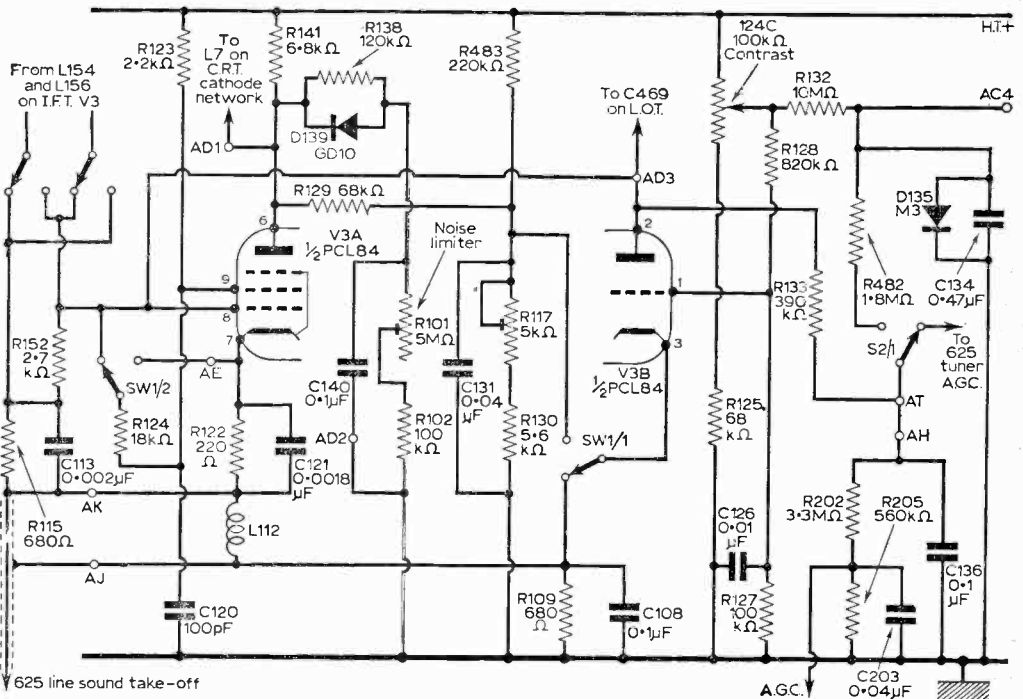 From L154
and L156
on I.F.T. V3
R123
2·2kΩ
To
L7 on
C.R.T.
cathode
network
AD1
R141
6·8kΩ
R138
120kΩ
D139
GD10
R483
220kΩ
To C469
on L.O.T.
AD3
124C
100kΩ
Contrast
H.T.+
R132
10MΩ
AC4
R128
820kΩ
D135
M3
R482
1·8MΩ
C134
0·47µF
R129 68kΩ
6
V3A
½PCL84
9
8
7
Noise
limiter
R101
5MΩ
R117
5kΩ
2
1
3
V3B
½PCL84
R133
390
kΩ
S2/1
To
625
tuner
A.G.C.
AT
AH
R152
2·7
kΩ
SW1/2
AE
R124
18kΩ
R122
220
Ω
C121
0·0018
µF
C140
0·1µF
AD2
R102
100
kΩ
C131
0·04
µF
R130
5·6
kΩ
SW1/1
R125
68
kΩ
C113
0·002µF
AK
R115
680Ω
L112
AJ
C126
0·01
µF
R202
3·3MΩ
R205
560kΩ
C136
0·1
µF
C120
100pF
R109
680
Ω
C108
0·1µF
R127
100
kΩ
C203
0·04µF
A.G.C.
625 line sound take-off